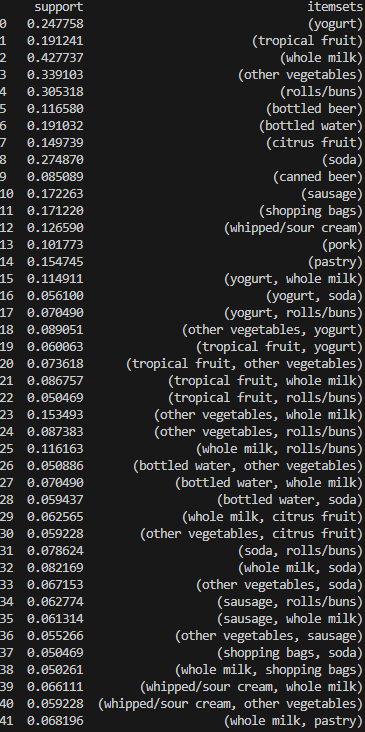 support itemsets
0 0.247758 (yogurt)
1 0.191241 (tropical fruit)
2 0.427737 (whole milk)
3 0.339103 (other vegetables)
4 0.305318 (rolls/buns)
5 0.116580 (bottled beer)
6 0.191032 (bottled water)
7 0.149739 (citrus fruit)
8 0.274870 (soda)
9 0.085089 (canned beer)
10 0.172263 (sausage)
11 0.171220 (shopping bags)
12 0.126590 (whipped/sour cream)
13 0.101773 (pork)
14 0.154745 (pastry)
15 0.114911 (yogurt, whole milk)
16 0.056100 (yogurt, soda)
17 0.070490 (yogurt, rolls/buns)
18 0.089051 (other vegetables, yogurt)
19 0.060063 (tropical fruit, yogurt)
20 0.073618 (tropical fruit, other vegetables)
21 0.086757 (tropical fruit, whole milk)
22 0.050469 (tropical fruit, rolls/buns)
23 0.153493 (other vegetables, whole milk)
24 0.087383 (other vegetables, rolls/buns)
25 0.116163 (whole milk, rolls/buns)
26 0.050886 (bottled water, other vegetables)
27 0.070490 (bottled water, whole milk)
28 0.059437 (bottled water, soda)
29 0.062565 (whole milk, citrus fruit)
30 0.059228 (other vegetables, citrus fruit)
31 0.078624 (soda, rolls/buns)
32 0.082169 (whole milk, soda)
33 0.067153 (other vegetables, soda)
34 0.062774 (sausage, rolls/buns)
35 0.061314 (sausage, whole milk)
36 0.055266 (other vegetables, sausage)
37 0.050469 (shopping bags, soda)
38 0.050261 (whole milk, shopping bags)
39 0.066111 (whipped/sour cream, whole milk)
40 0.059228 (whipped/sour cream, other vegetables)
41 0.068196 (whole milk, pastry)